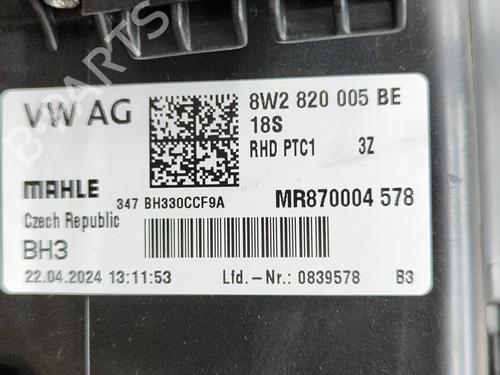 VW AG
8W2 820 005 BE
18S
RHD PTC1 3Z
MAHLE
347 BH330CCF9A
MR870004 578
Czech Republic
BH3
22.04.2024 13:11:53
Lfd.-Nr.: 0839578
B3
B-PARTS